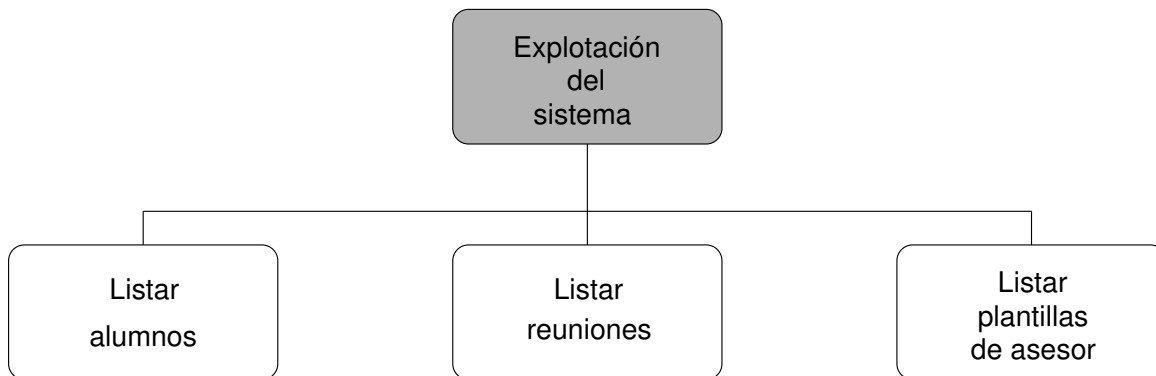 Explotación
del
sistema
Listar
alumnos
Listar
reuniones
Listar
plantillas
de asesor